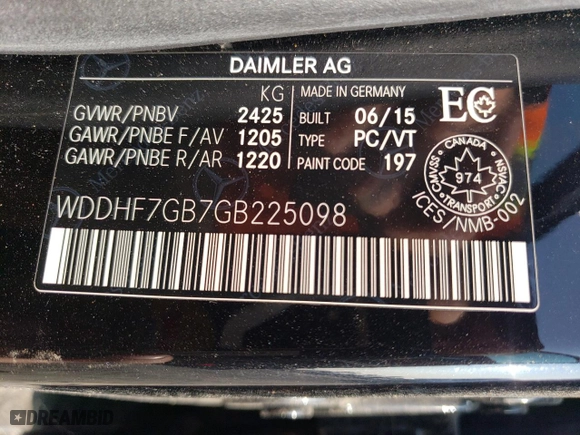 DAIMLER AG
KG MADE IN GERMANY
GVWR/PNBV 2425 BUILT 06/15 EC
GAWR/PNBE F/AV 1205 TYPE PC/VT
GAWR/PNBE R/AR 1220 PAINT CODE 197
CANADA
CMVSS 974 NSVAC
TRANSPORT
ICES/NMB-002
WDDHF7GB7GB225098
DREAMBID